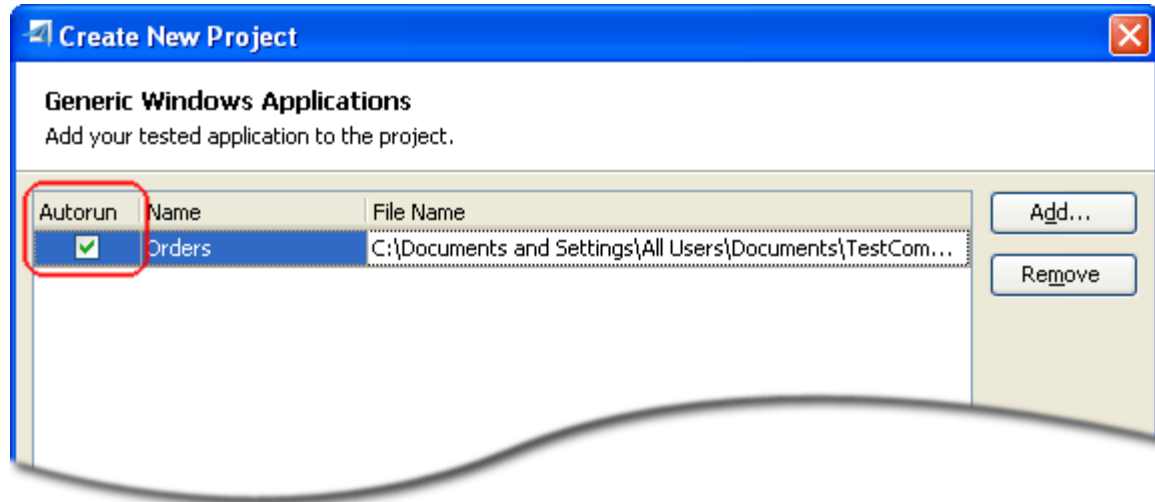 Create New Project
Generic Windows Applications
Add your tested application to the project.
Autorun Name File Name Add...
Orders C:\Documents and Settings\All Users\Documents\TestCom...
Remove